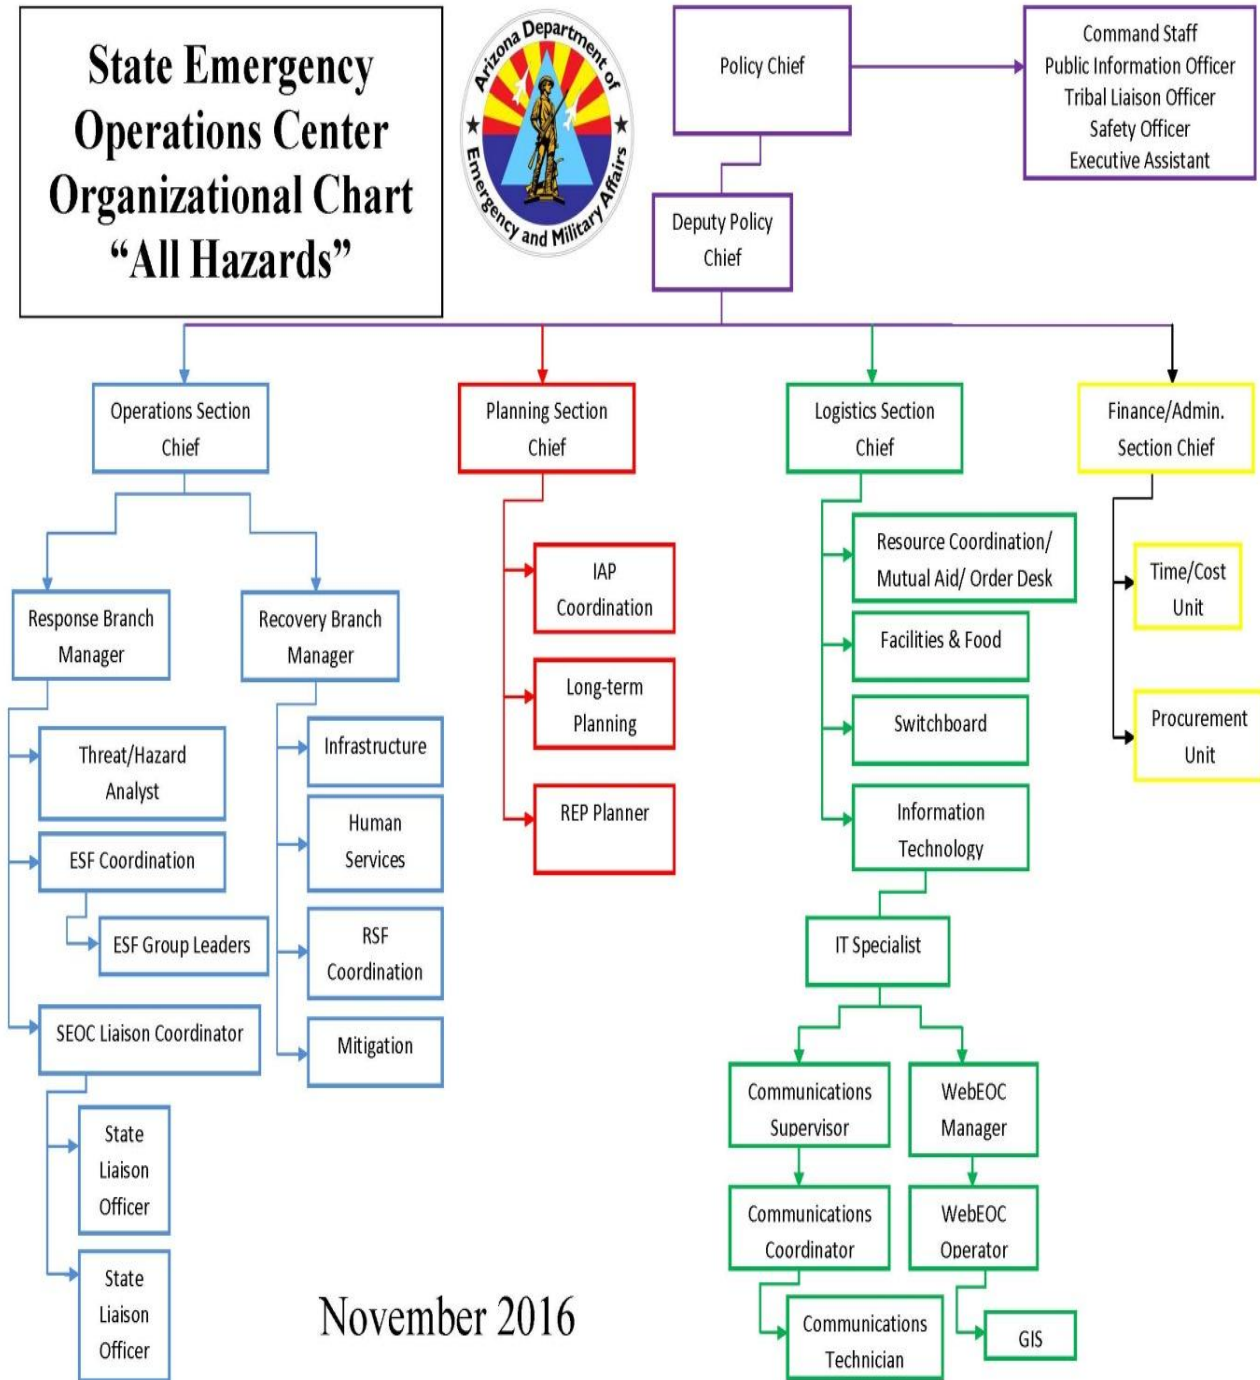 State Emergency
Operations Center
Organizational Chart
“All Hazards”
Arizona Department of
Emergency and Military Affairs
Policy Chief
Command Staff
Public Information Officer
Tribal Liaison Officer
Safety Officer
Executive Assistant
Deputy Policy
Chief
Operations Section
Chief
Planning Section
Chief
Logistics Section
Chief
Finance/Admin.
Section Chief
Response Branch
Manager
Recovery Branch
Manager
Threat/Hazard
Analyst
ESF Coordination
ESF Group Leaders
SEOC Liaison Coordinator
State
Liaison
Officer
State
Liaison
Officer
Infrastructure
Human
Services
RSF
Coordination
Mitigation
IAP
Coordination
Long-term
Planning
REP Planner
Resource Coordination/
Mutual Aid/ Order Desk
Facilities & Food
Switchboard
Information
Technology
IT Specialist
Communications
Supervisor
Communications
Coordinator
Communications
Technician
WebEOC
Manager
WebEOC
Operator
GIS
Time/Cost
Unit
Procurement
Unit
November 2016